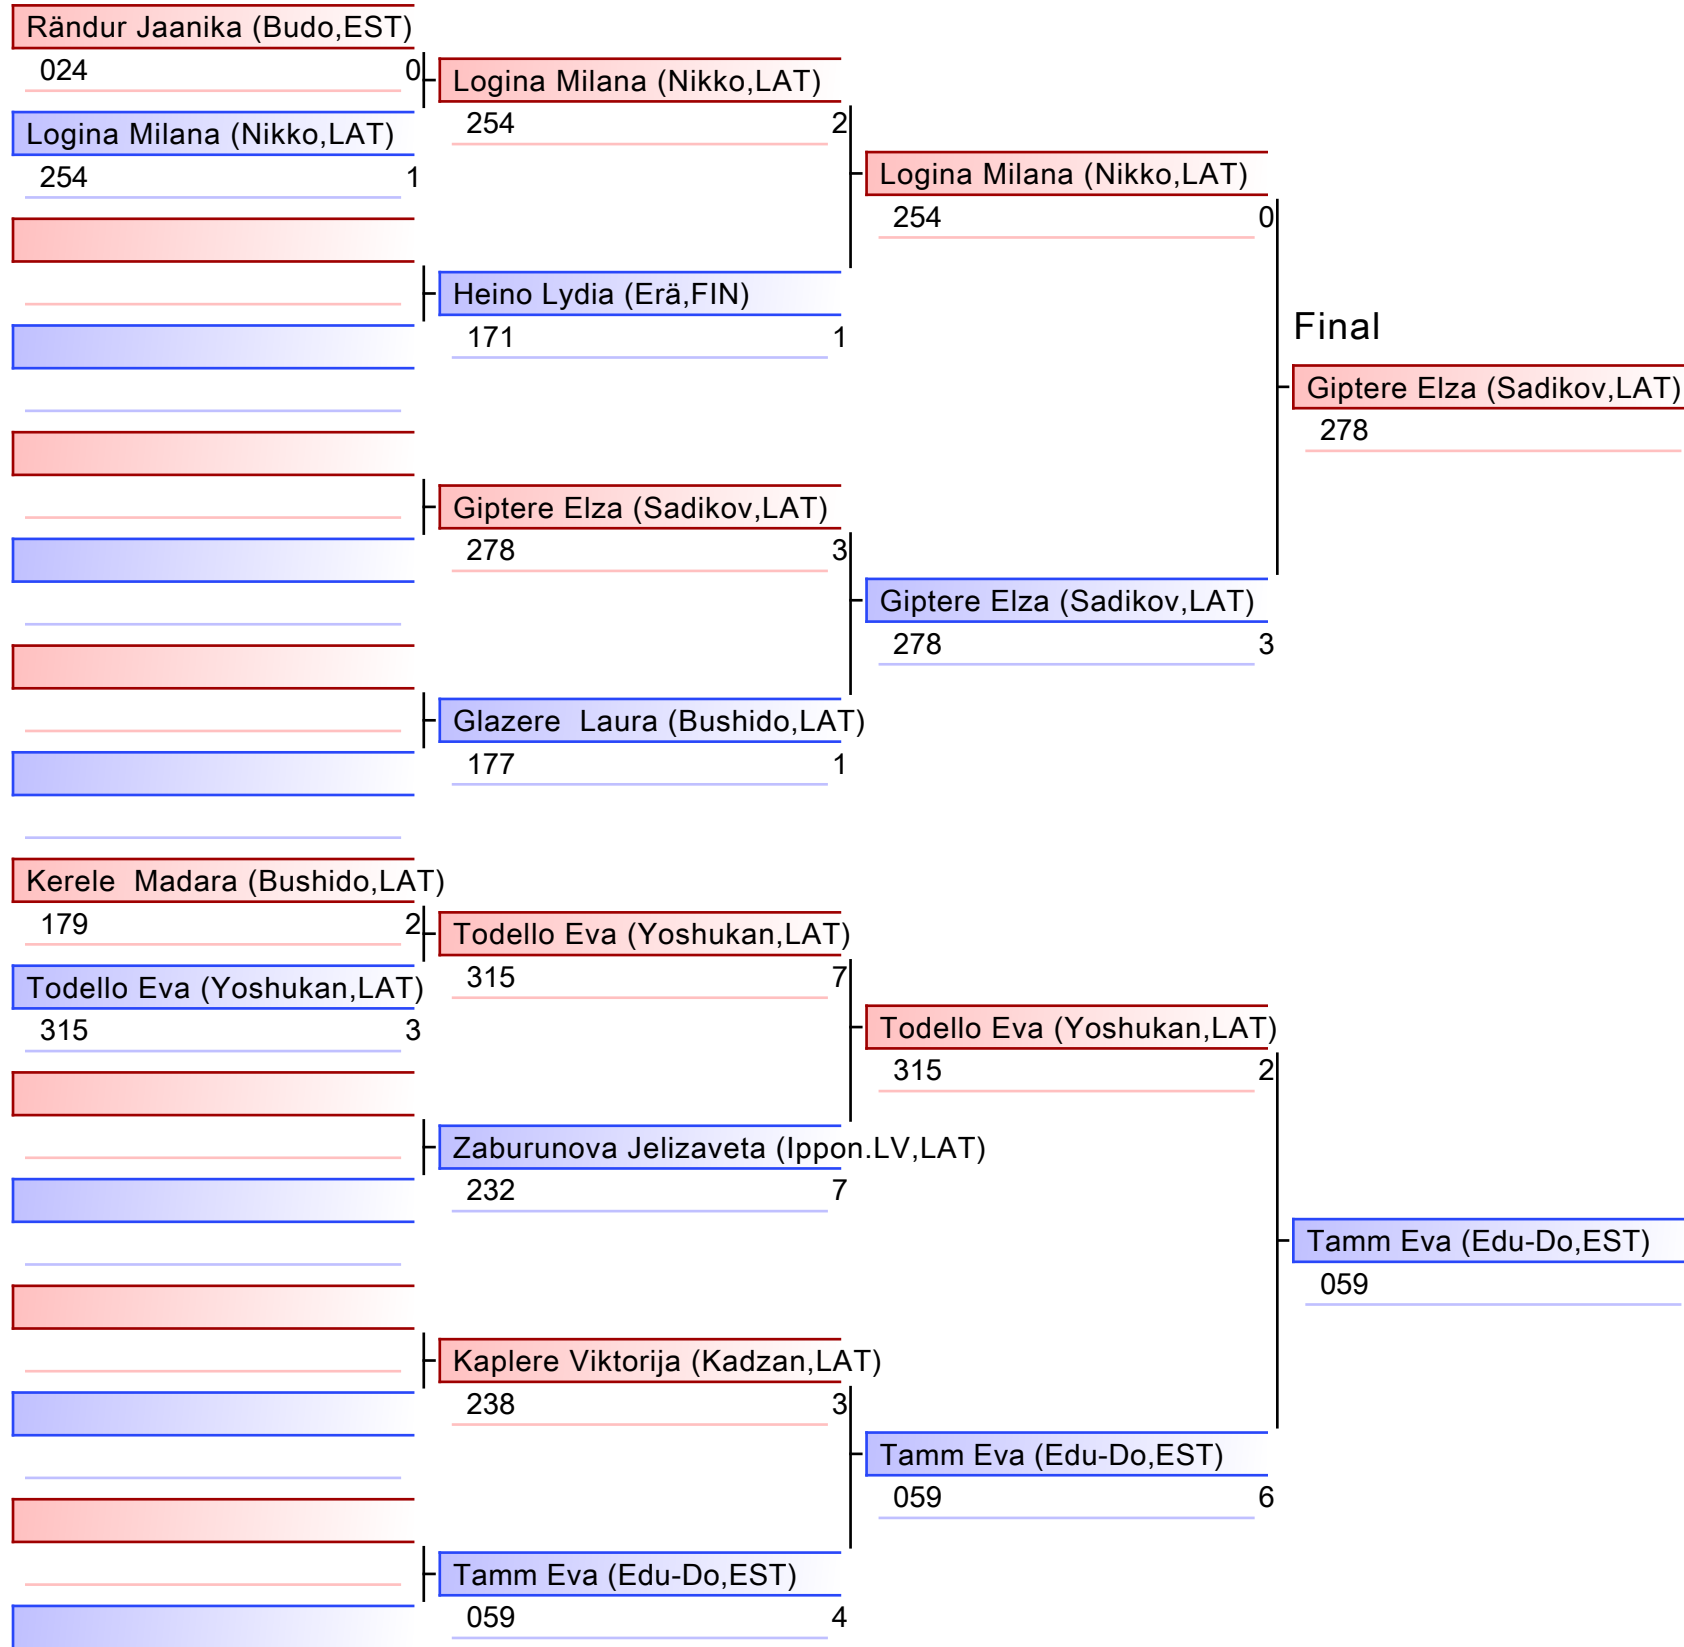 Rändur Jaanika (Budo,EST)
024 0
Logina Milana (Nikko,LAT)
254 1
Kerele  Madara (Bushido,LAT)
179 2
Todello Eva (Yoshukan,LAT)
315 3
Logina Milana (Nikko,LAT)
254 2
Heino Lydia (Erä,FIN)
171 1
Giptere Elza (Sadikov,LAT)
278 3
Glazere  Laura (Bushido,LAT)
177 1
Todello Eva (Yoshukan,LAT)
315 7
Zaburunova Jelizaveta (Ippon.LV,LAT)
232 7
Kaplere Viktorija (Kadzan,LAT)
238 3
Tamm Eva (Edu-Do,EST)
059 4
Logina Milana (Nikko,LAT)
254 0
Giptere Elza (Sadikov,LAT)
278 3
Todello Eva (Yoshukan,LAT)
315 2
Tamm Eva (Edu-Do,EST)
059 6
Final
Giptere Elza (Sadikov,LAT)
278
Tamm Eva (Edu-Do,EST)
059